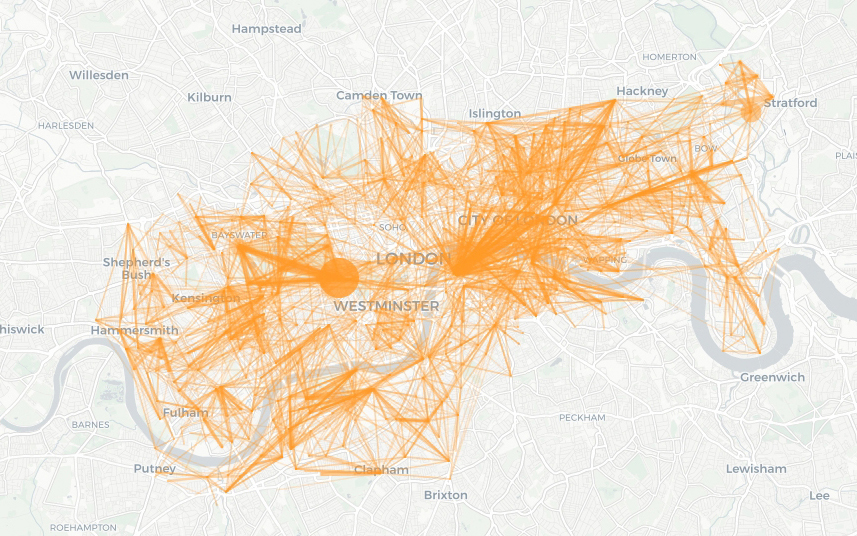 Hampstead
HOMERTON
Willesden
Kilburn
Camden Town
Hackney
Stratford
Islington
HARLESDEN
BOW
Globe Town
PLAIS
CITY OF LONDON
SOHO
BAYSWATER
LONDON
WAPPING
Shepherd's
Bush
Kensington
WESTMINSTER
hiswick
Hammersmith
Greenwich
Fulham
BARNES
PECKHAM
Putney
Clapham
Lewisham
Brixton
Lee
ROEHAMPTON